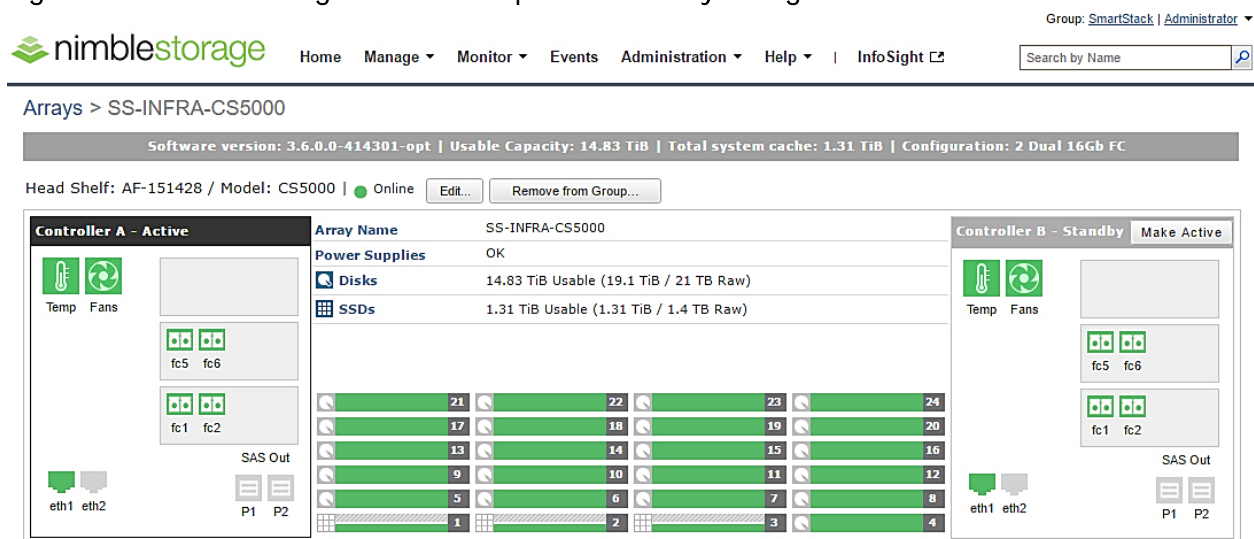 Group: SmartStack | Administrator
nimblestorage
Home Manage Monitor Events Administration Help | InfoSight
Search by Name
Arrays > SS-INFRA-CS5000
Software version: 3.6.0.0-414301-opt | Usable Capacity: 14.83 TiB | Total system cache: 1.31 TiB | Configuration: 2 Dual 16Gb FC
Head Shelf: AF-151428 / Model: CS5000 | Online Edit... Remove from Group...
Controller A - Active
Temp Fans
fc5 fc6
fc1 fc2
SAS Out
eth1 eth2
P1 P2
Array Name SS-INFRA-CS5000
Power Supplies OK
Disks 14.83 TiB Usable (19.1 TiB / 21 TB Raw)
SSDs 1.31 TiB Usable (1.31 TiB / 1.4 TB Raw)
21 22 23 24
17 18 19 20
13 14 15 16
9 10 11 12
5 6 7 8
1 2 3 4
Controller B - Standby Make Active
Temp Fans
fc5 fc6
fc1 fc2
SAS Out
eth1 eth2
P1 P2